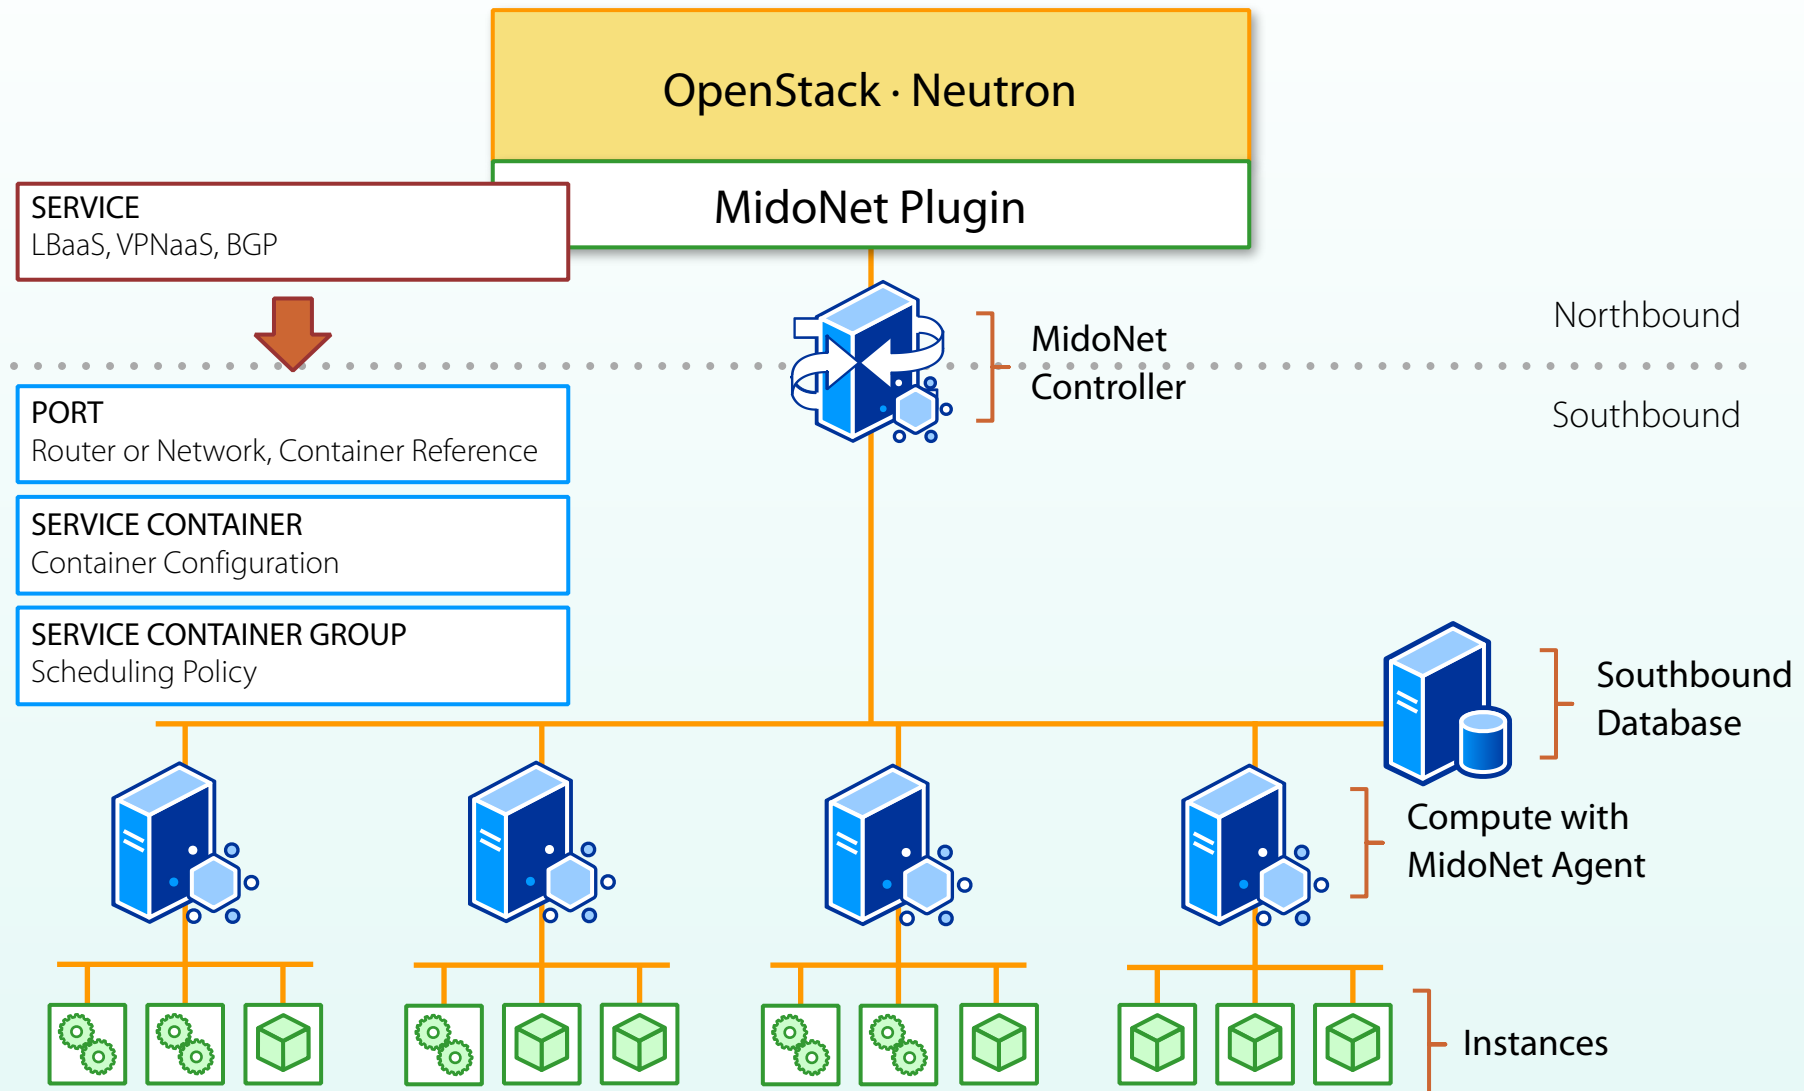 OpenStack · Neutron
MidoNet Plugin
SERVICE
LBaaS, VPNaaS, BGP
Northbound
MidoNet
Controller
Southbound
PORT
Router or Network, Container Reference
SERVICE CONTAINER
Container Configuration
SERVICE CONTAINER GROUP
Scheduling Policy
Southbound
Database
Compute with
MidoNet Agent
Instances